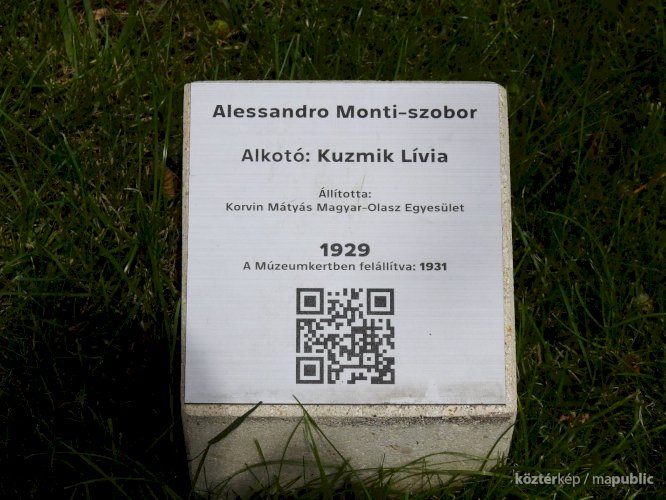 Alessandro Monti-szobor
Alkotó: Kuzmik Lívia
Állította:
Korvin Mátyás Magyar-Olasz Egyesület
1929
A Múzeumkertben felállítva: 1931
köztérkép / mapublic